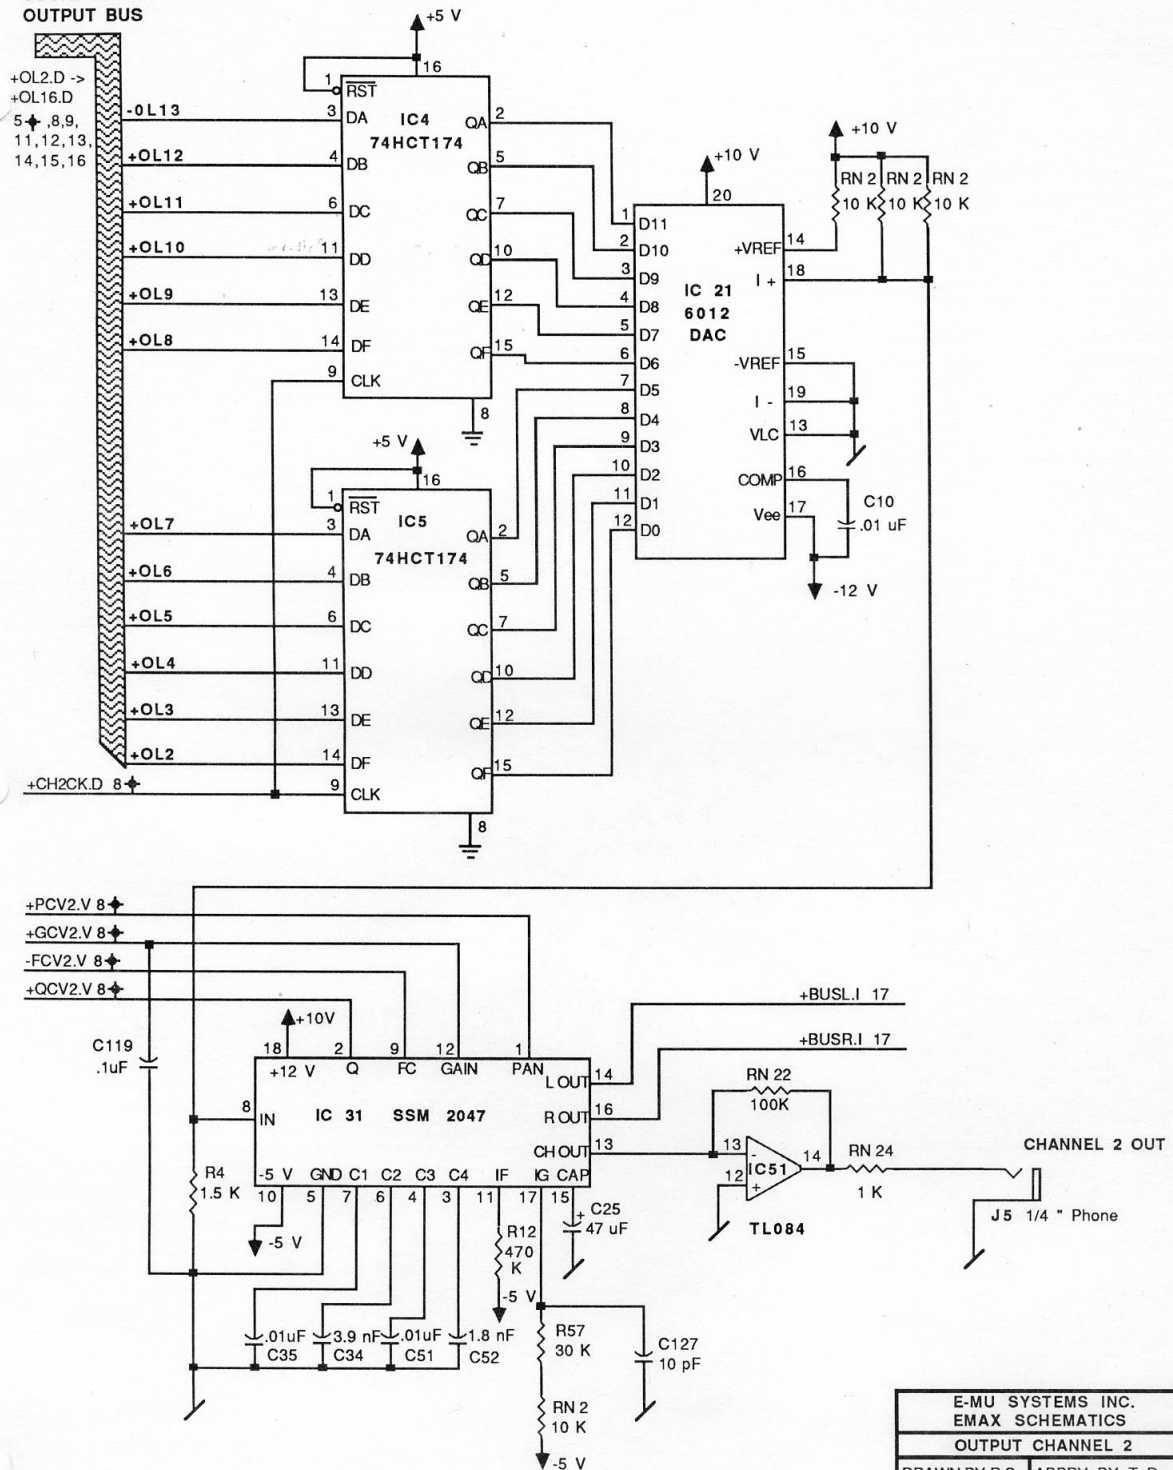 OUTPUT BUS
+OL2.D ->
+OL16.D
5 ,8,9,
11,12,13,
14,15,16
-0L13
+OL12
+OL11
+OL10
+OL9
+OL8
+5 V
16
1
RST
3
DA
4
DB
6
DC
11
DD
13
DE
14
DF
9
CLK
IC4
74HCT174
QA
2
QB
5
QC
7
QD
10
QE
12
QF
15
8
+5 V
16
1
RST
3
DA
4
DB
6
DC
11
DD
13
DE
14
DF
9
CLK
IC5
74HCT174
QA
2
QB
5
QC
7
QD
10
QE
12
QF
15
8
+OL7
+OL6
+OL5
+OL4
+OL3
+OL2
+CH2CK.D 8
+10 V
20
1
D11
2
D10
3
D9
4
D8
5
D7
6
D6
7
D5
8
D4
9
D3
10
D2
11
D1
12
D0
IC 21
6012
DAC
+VREF
14
I +
18
-VREF
15
I -
19
VLC
13
COMP
16
Vee
17
+10 V
RN 2 RN 2 RN 2
10 K 10 K 10 K
C10
.01 uF
-12 V
+PCV2.V 8
+GCV2.V 8
-FCV2.V 8
+QCV2.V 8
C119
.1uF
+10V
18 2 9 12 1
+12 V Q FC GAIN PAN
8
IN
IC 31 SSM 2047
L OUT
14
R OUT
16
CH OUT
13
-5 V GND C1 C2 C3 C4 IF IG CAP
10 5 7 6 4 3 11 17 15
+BUSL.I 17
+BUSR.I 17
R4
1.5 K
-5 V
R12
470
K
-5 V
+
C25
47 uF
.01uF
C35
3.9 nF
C34
.01uF
C51
1.8 nF
C52
R57
30 K
RN 2
10 K
-5 V
C127
10 pF
RN 22
100K
13
-
12
+
IC51
14
TL084
RN 24
1 K
CHANNEL 2 OUT
J5 1/4 " Phone
E-MU SYSTEMS INC.
EMAX SCHEMATICS
OUTPUT CHANNEL 2